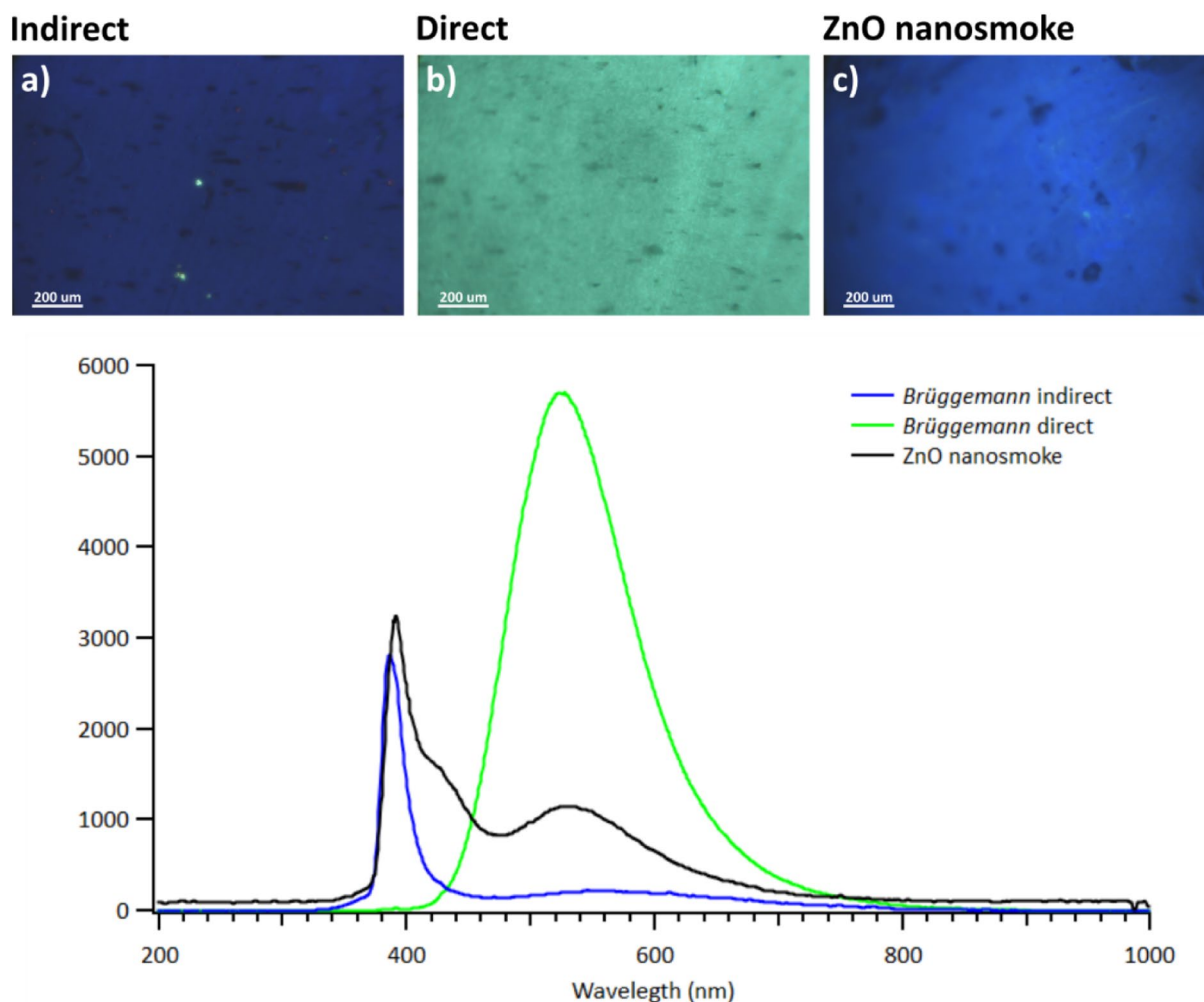 Indirect
Direct
ZnO nanosmoke
a)
b)
c)
200 um
200 um
200 um
6000
5000
4000
3000
2000
1000
0
Brüggemann indirect
Brüggemann direct
ZnO nanosmoke
200
400
600
800
1000
Wavelegth (nm)